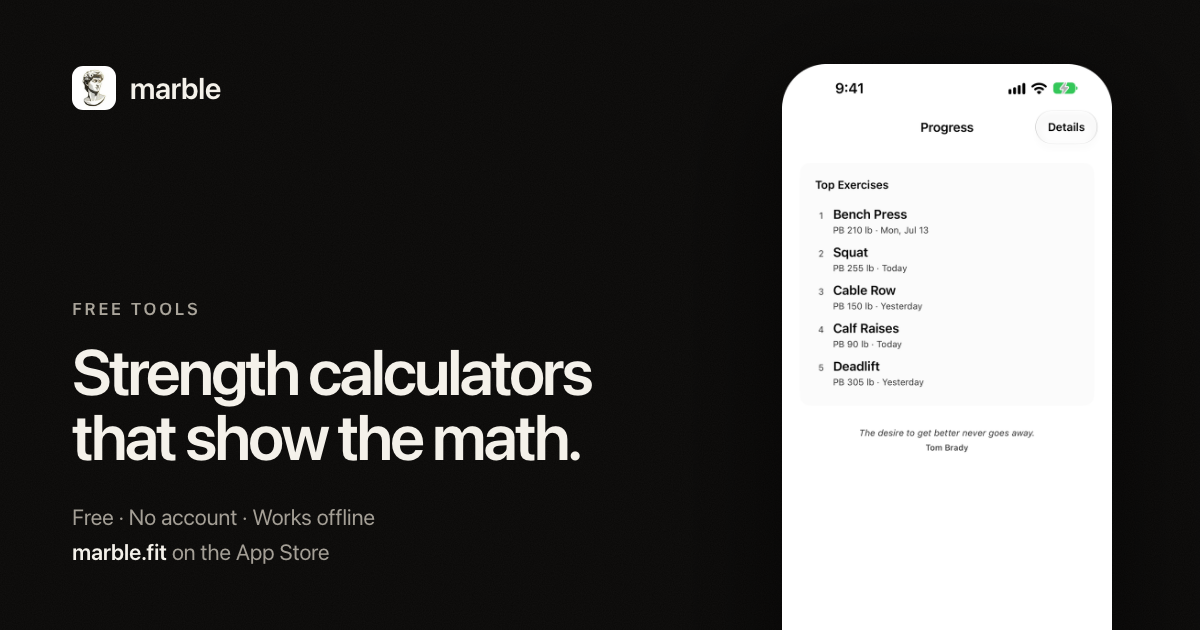 marble
FREE TOOLS
Strength calculators
that show the math.
Free · No account · Works offline
marble.fit on the App Store
9:41
Progress
Details
Top Exercises
1 Bench Press
PB 210 lb · Mon, Jul 13
2 Squat
PB 255 lb · Today
3 Cable Row
PB 150 lb · Yesterday
4 Calf Raises
PB 90 lb · Today
5 Deadlift
PB 305 lb · Yesterday
The desire to get better never goes away.
Tom Brady